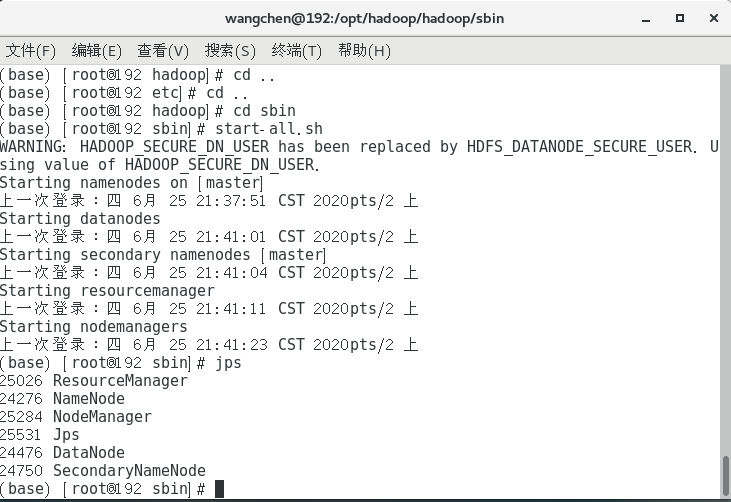 wangchen@192:/opt/hadoop/hadoop/sbin
文件(F) 编辑(E) 查看(V) 搜索(S) 终端(T) 帮助(H)
(base) [root@192 hadoop]# cd ..
(base) [root@192 etc]# cd ..
(base) [root@192 hadoop]# cd sbin
(base) [root@192 sbin]# start-all.sh
WARNING: HADOOP_SECURE_DN_USER has been replaced by HDFS_DATANODE_SECURE_USER. U
sing value of HADOOP_SECURE_DN_USER.
Starting namenodes on [master]
上一次登录：四 6月 25 21:37:51 CST 2020pts/2 上
Starting datanodes
上一次登录：四 6月 25 21:41:01 CST 2020pts/2 上
Starting secondary namenodes [master]
上一次登录：四 6月 25 21:41:04 CST 2020pts/2 上
Starting resourcemanager
上一次登录：四 6月 25 21:41:11 CST 2020pts/2 上
Starting nodemanagers
上一次登录：四 6月 25 21:41:23 CST 2020pts/2 上
(base) [root@192 sbin]# jps
25026 ResourceManager
24276 NameNode
25284 NodeManager
25531 Jps
24476 DataNode
24750 SecondaryNameNode
(base) [root@192 sbin]#